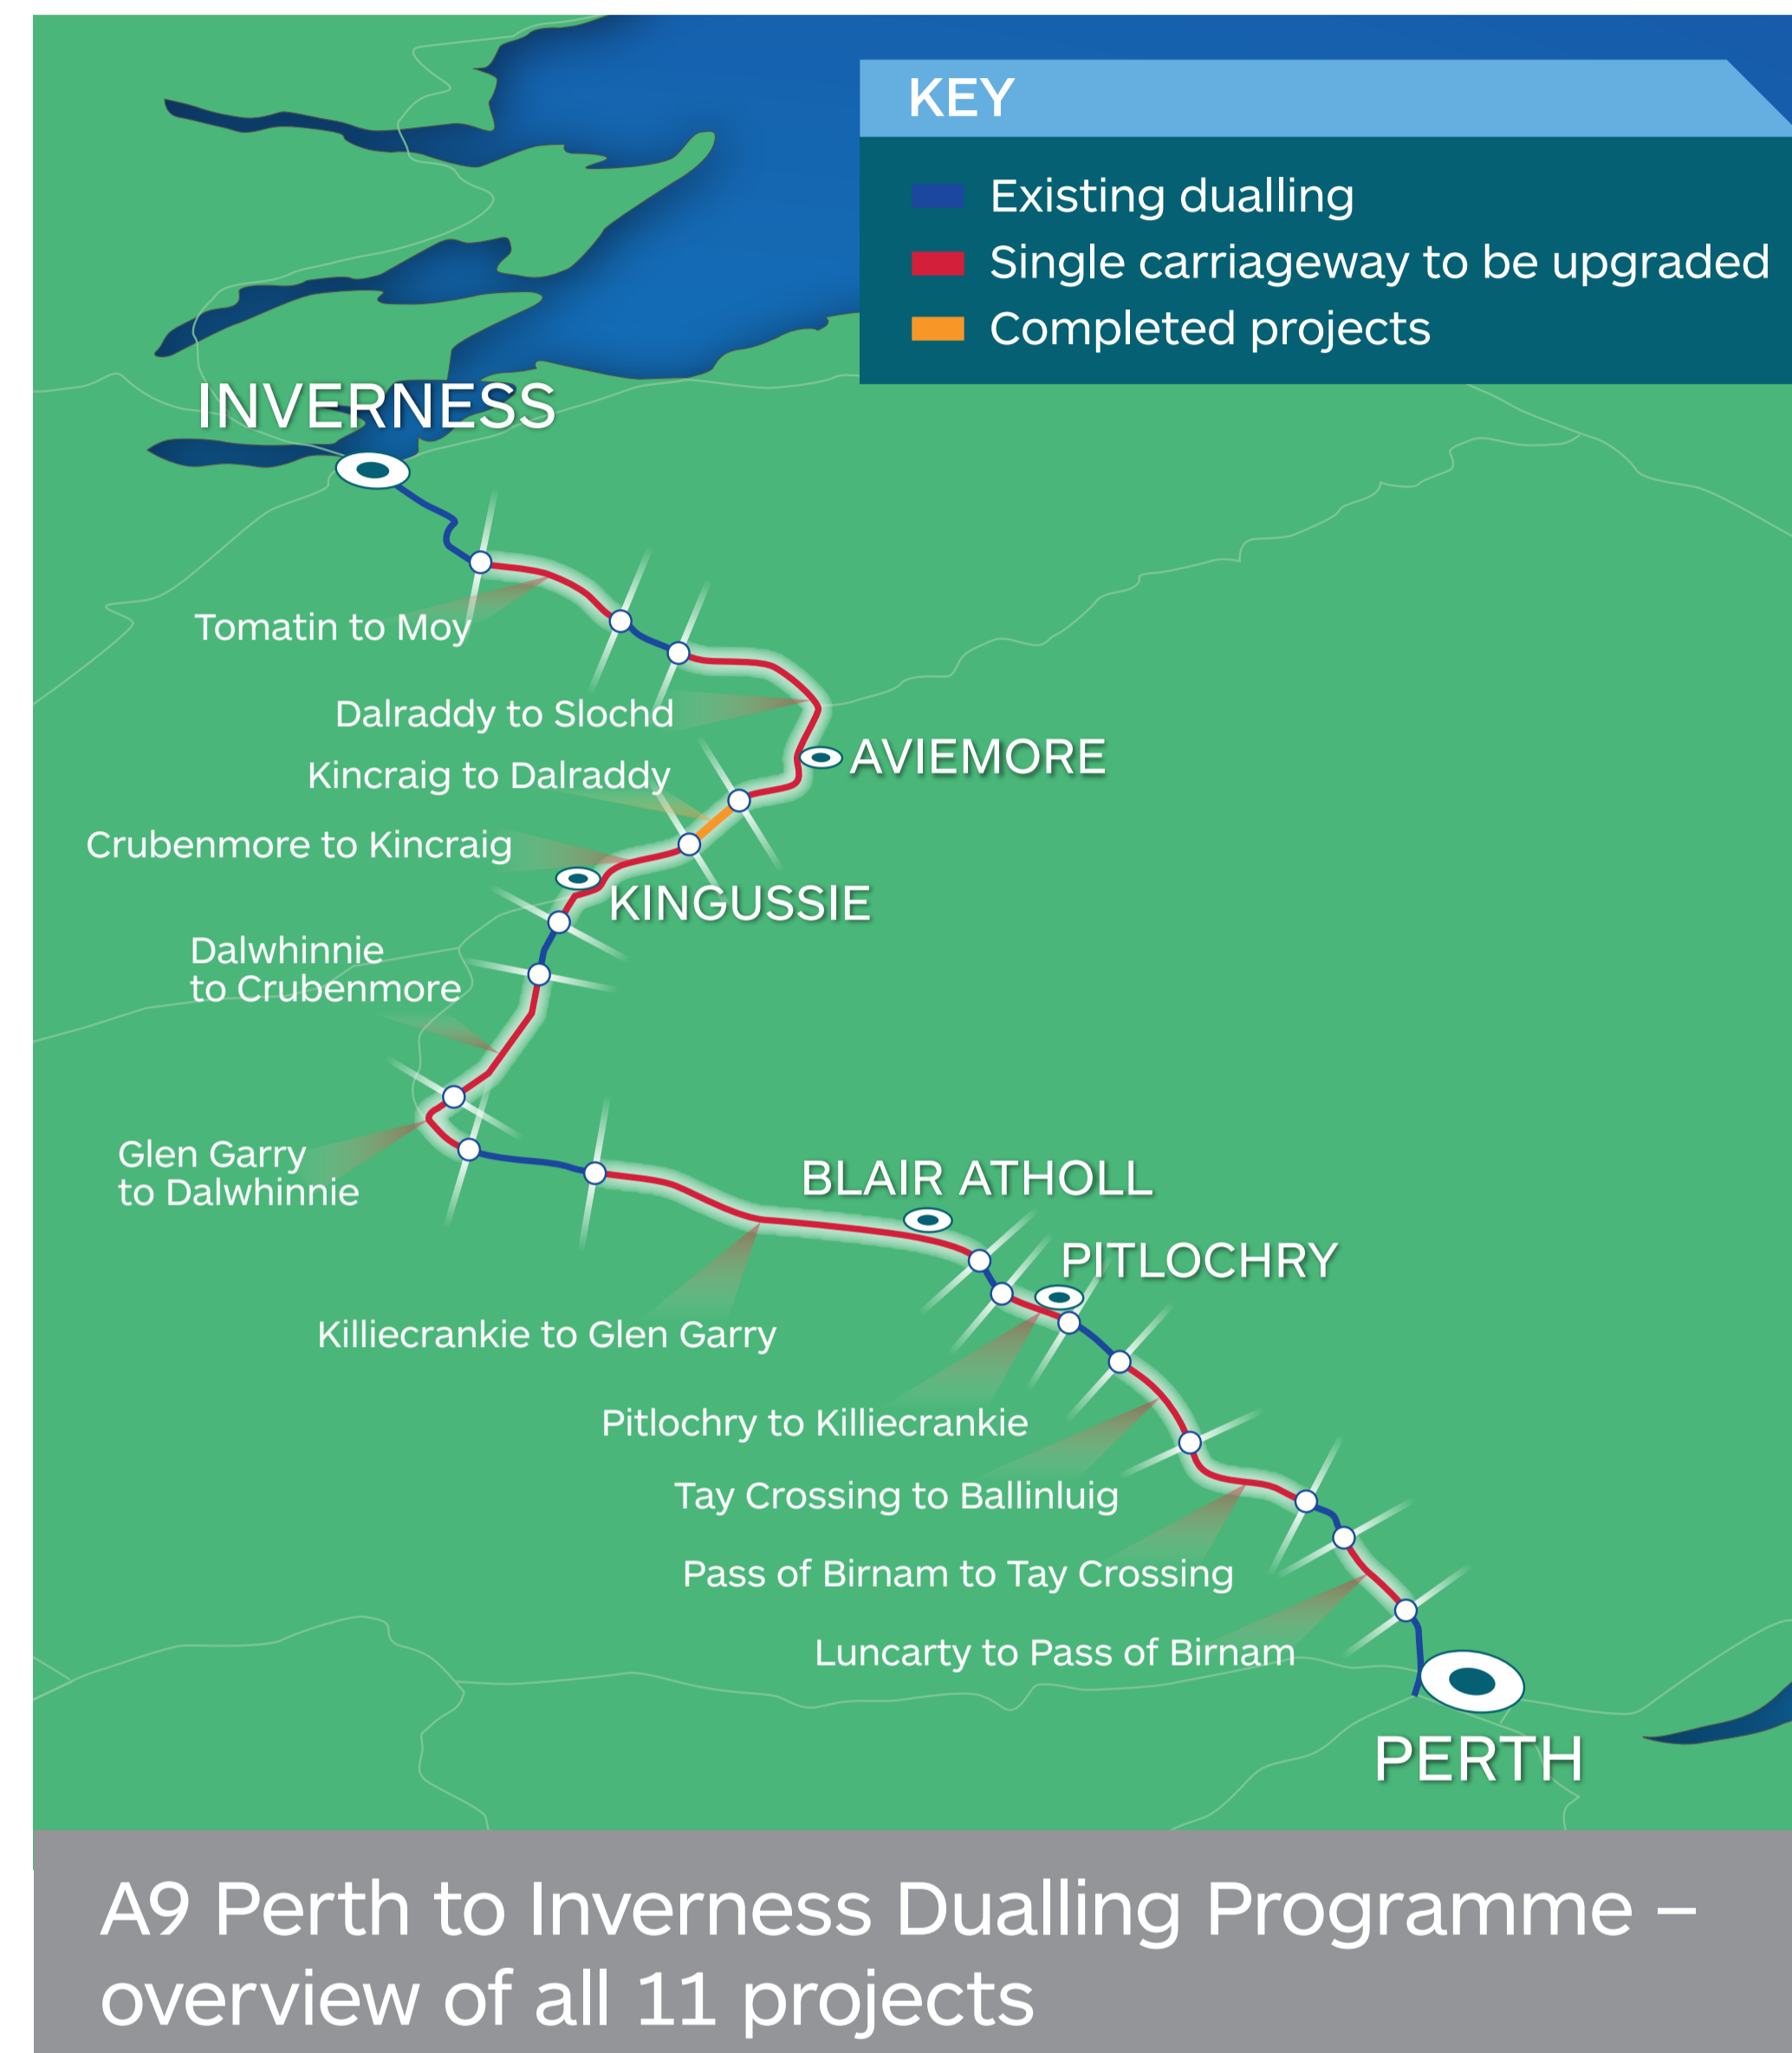 KEY
Existing dualling
Single carriageway to be upgraded
Completed projects
INVERNESS
Tomatin to Moy
Dalraddy to Slochd
AVIEMORE
Kincraig to Dalraddy
Crubenmore to Kincraig
KINGUSSIE
Dalwhinnie
to Crubenmore
Glen Garry
to Dalwhinnie
BLAIR ATHOLL
PITLOCHRY
Killiecrankie to Glen Garry
Pitlochry to Killiecrankie
Tay Crossing to Ballinluig
Pass of Birnam to Tay Crossing
Luncarty to Pass of Birnam
PERTH
A9 Perth to Inverness Dualling Programme –
overview of all 11 projects